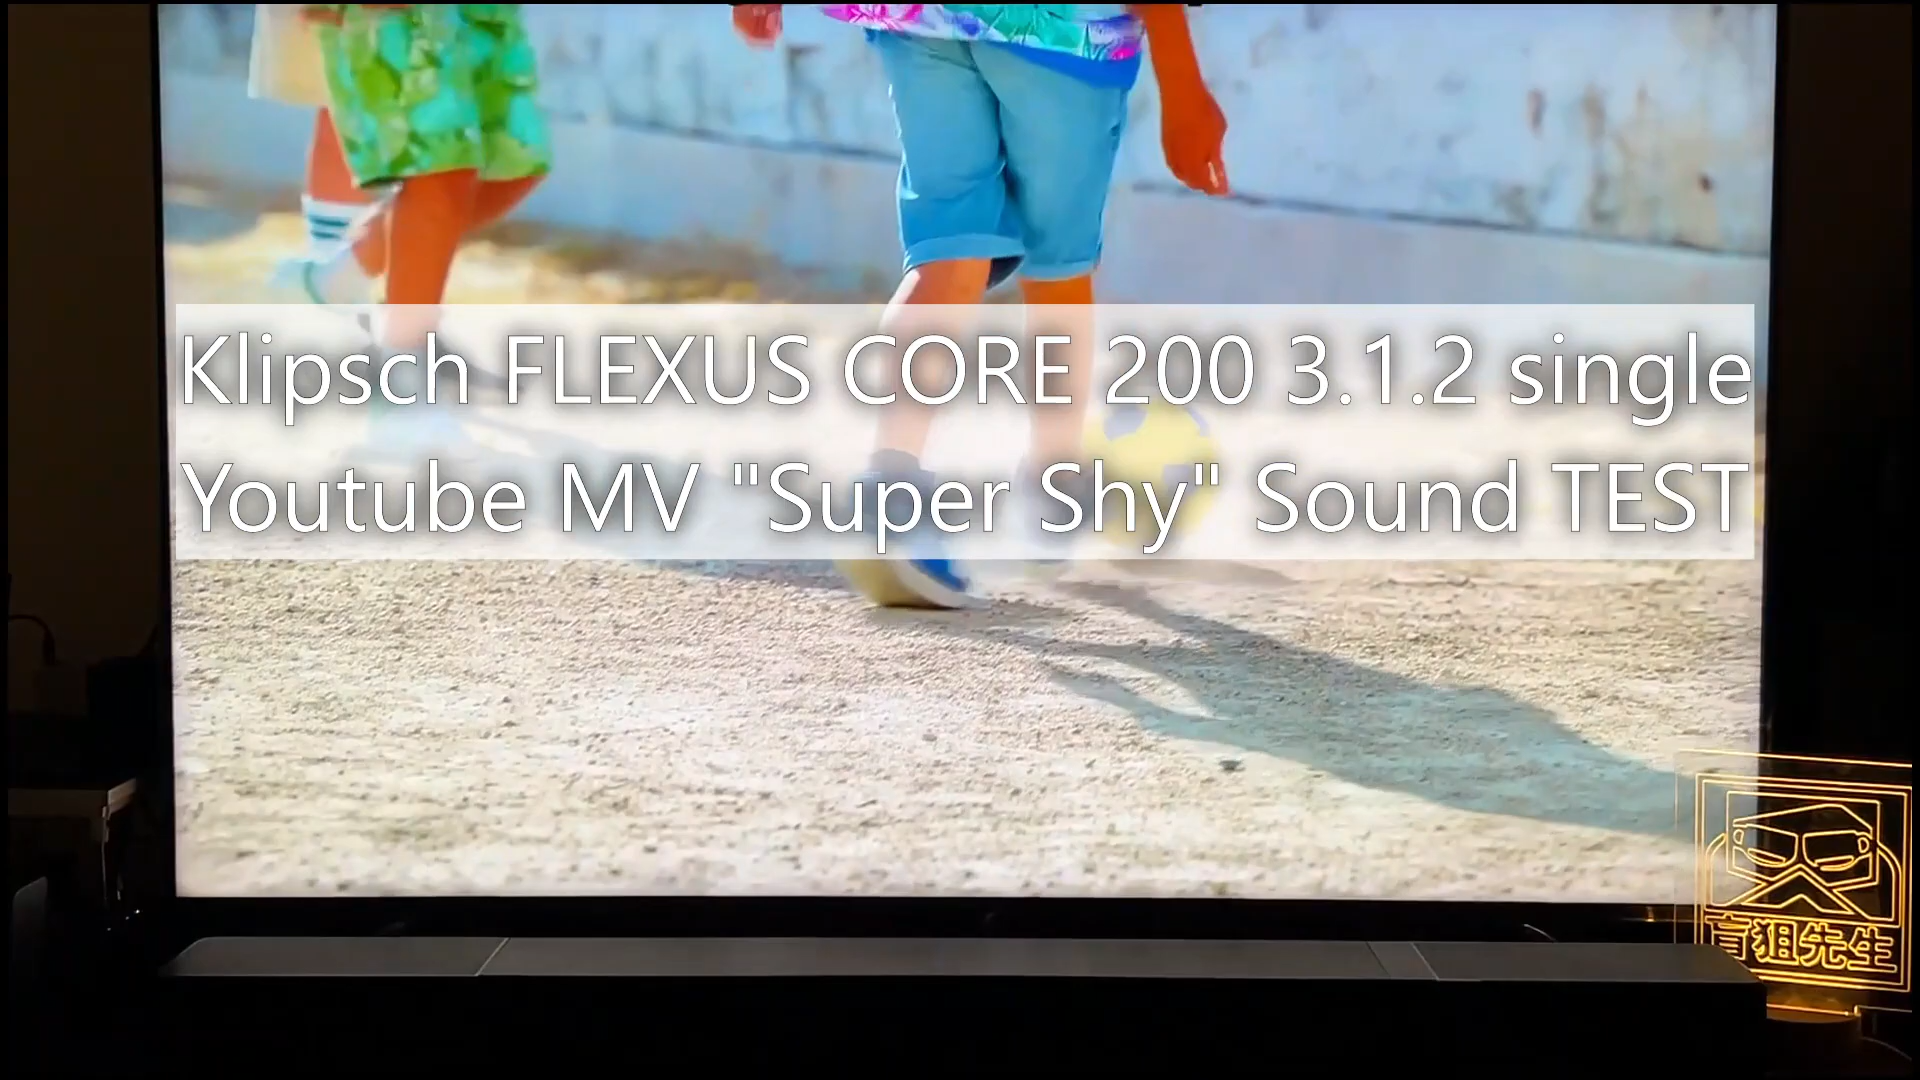 Klipsch FLEXUS CORE 200 3.1.2 single
Youtube MV "Super Shy" Sound TEST
盲狙先生